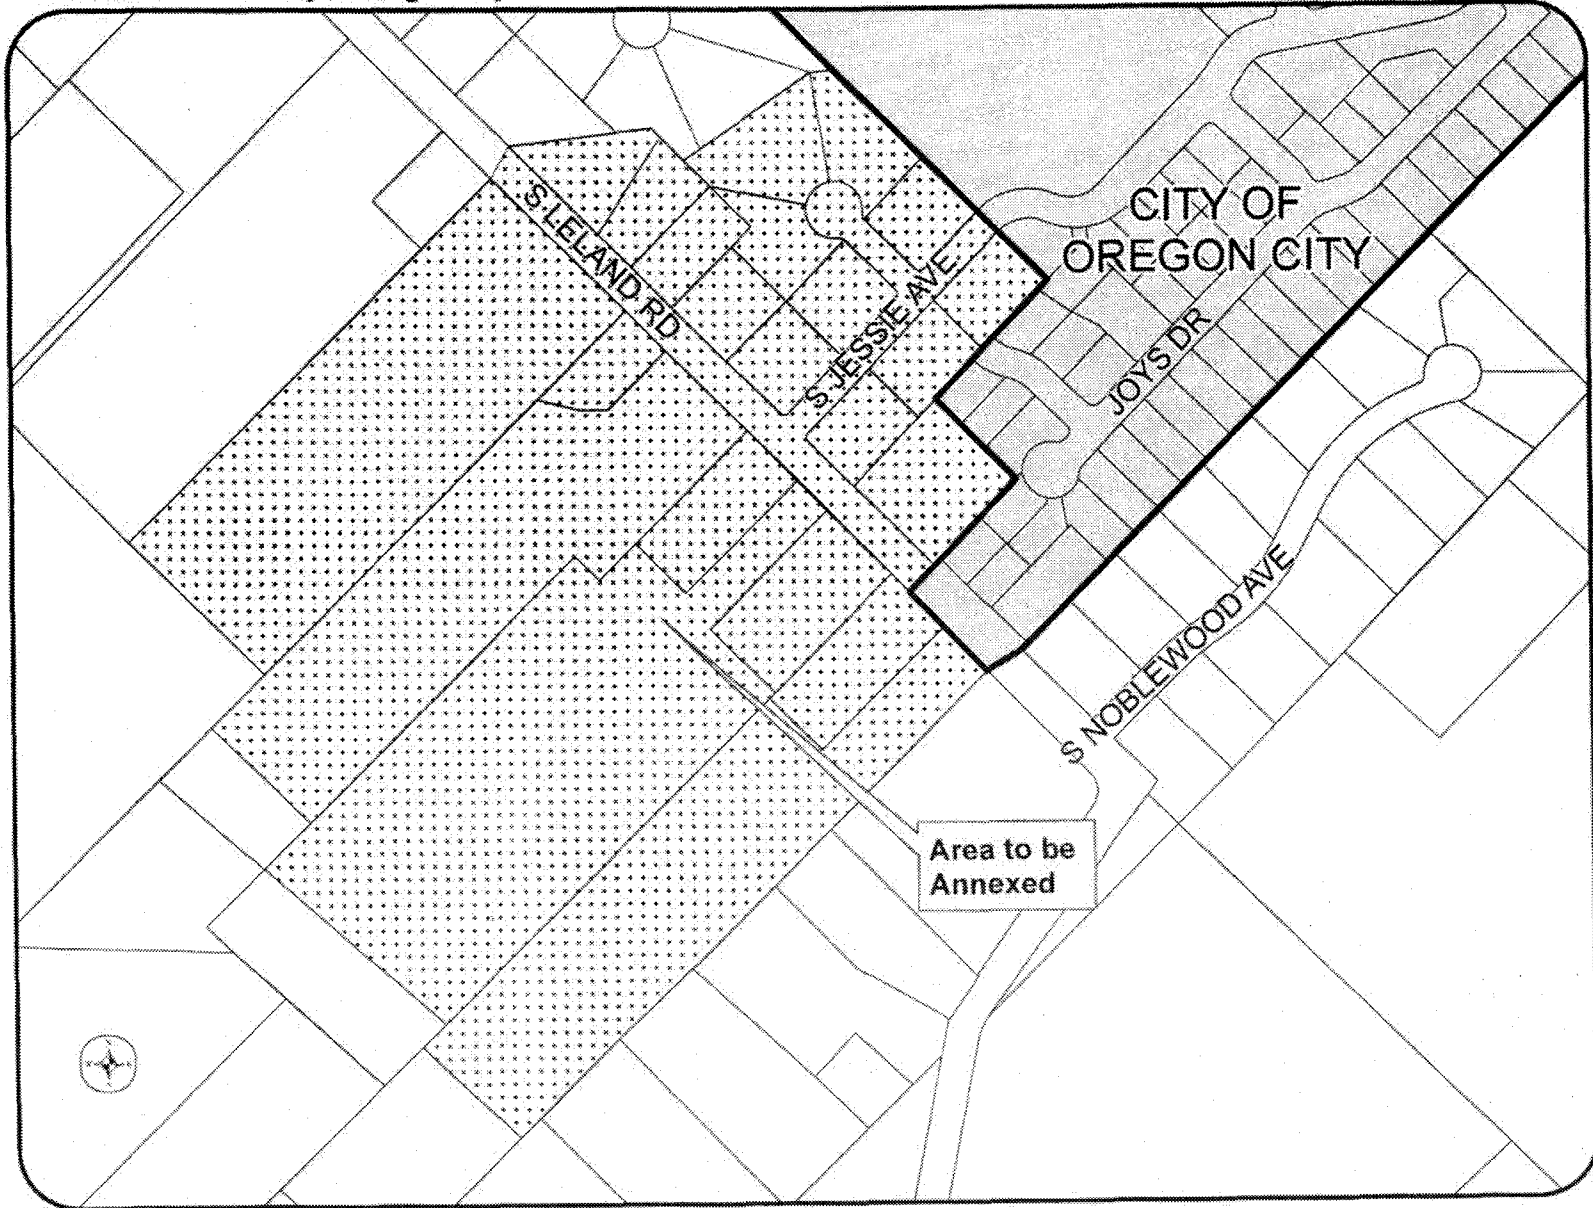 CITY OF
OREGON CITY
S LELAND RD
S JESSIE AVE
JOYS DR
S NOBLEWOOD AVE
Area to be
Annexed